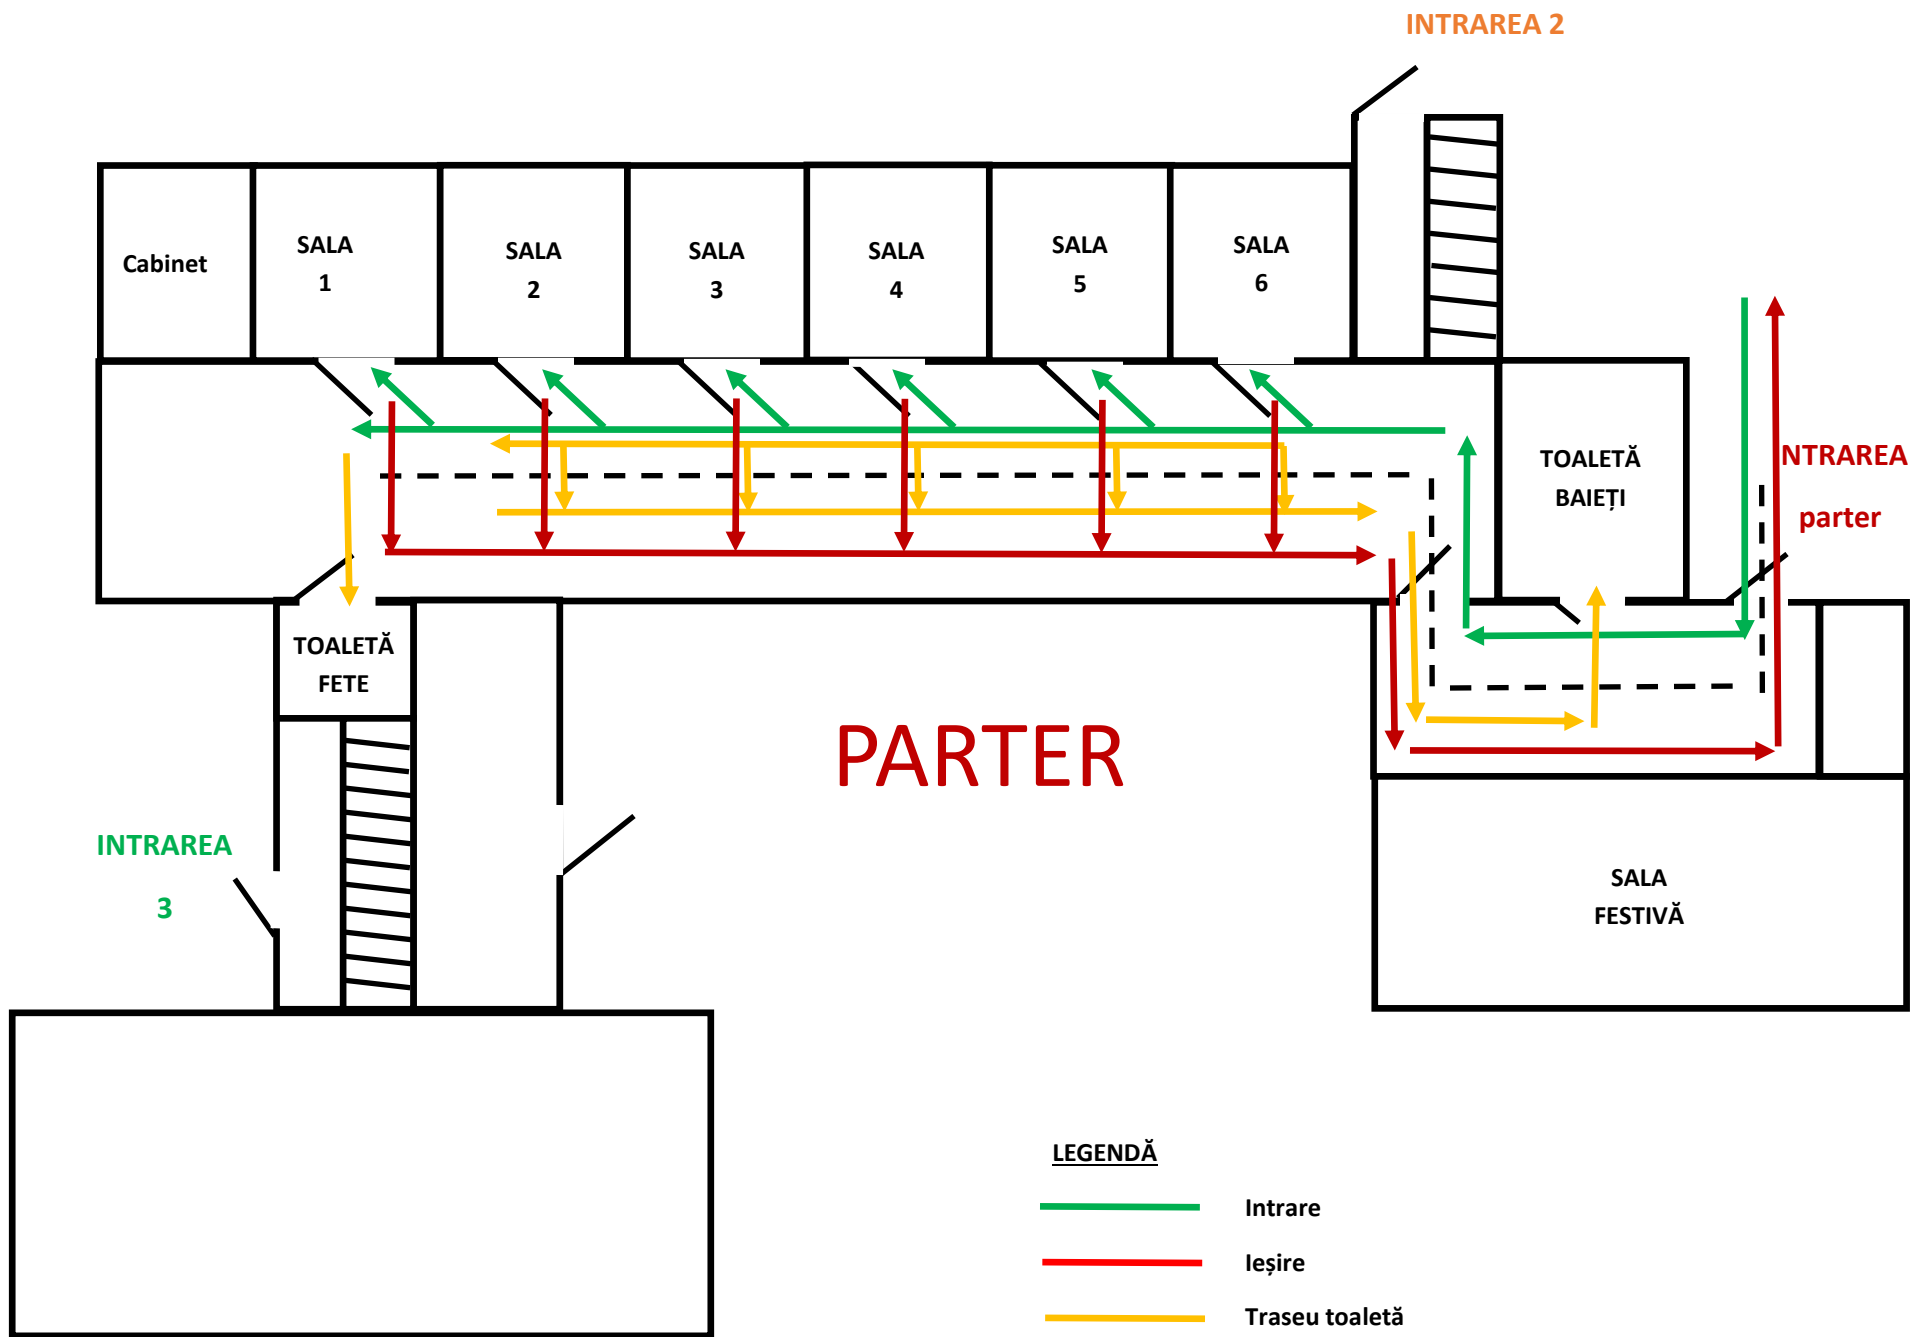 INTRAREA 2
Cabinet
SALA
1
SALA
2
SALA
3
SALA
4
SALA
5
SALA
6
TOALETĂ
BAIEȚI
NTRAREA
parter
TOALETĂ
FETE
PARTER
INTRAREA
3
SALA
FESTIVĂ
LEGENDĂ
Intrare
Ieșire
Traseu toaletă